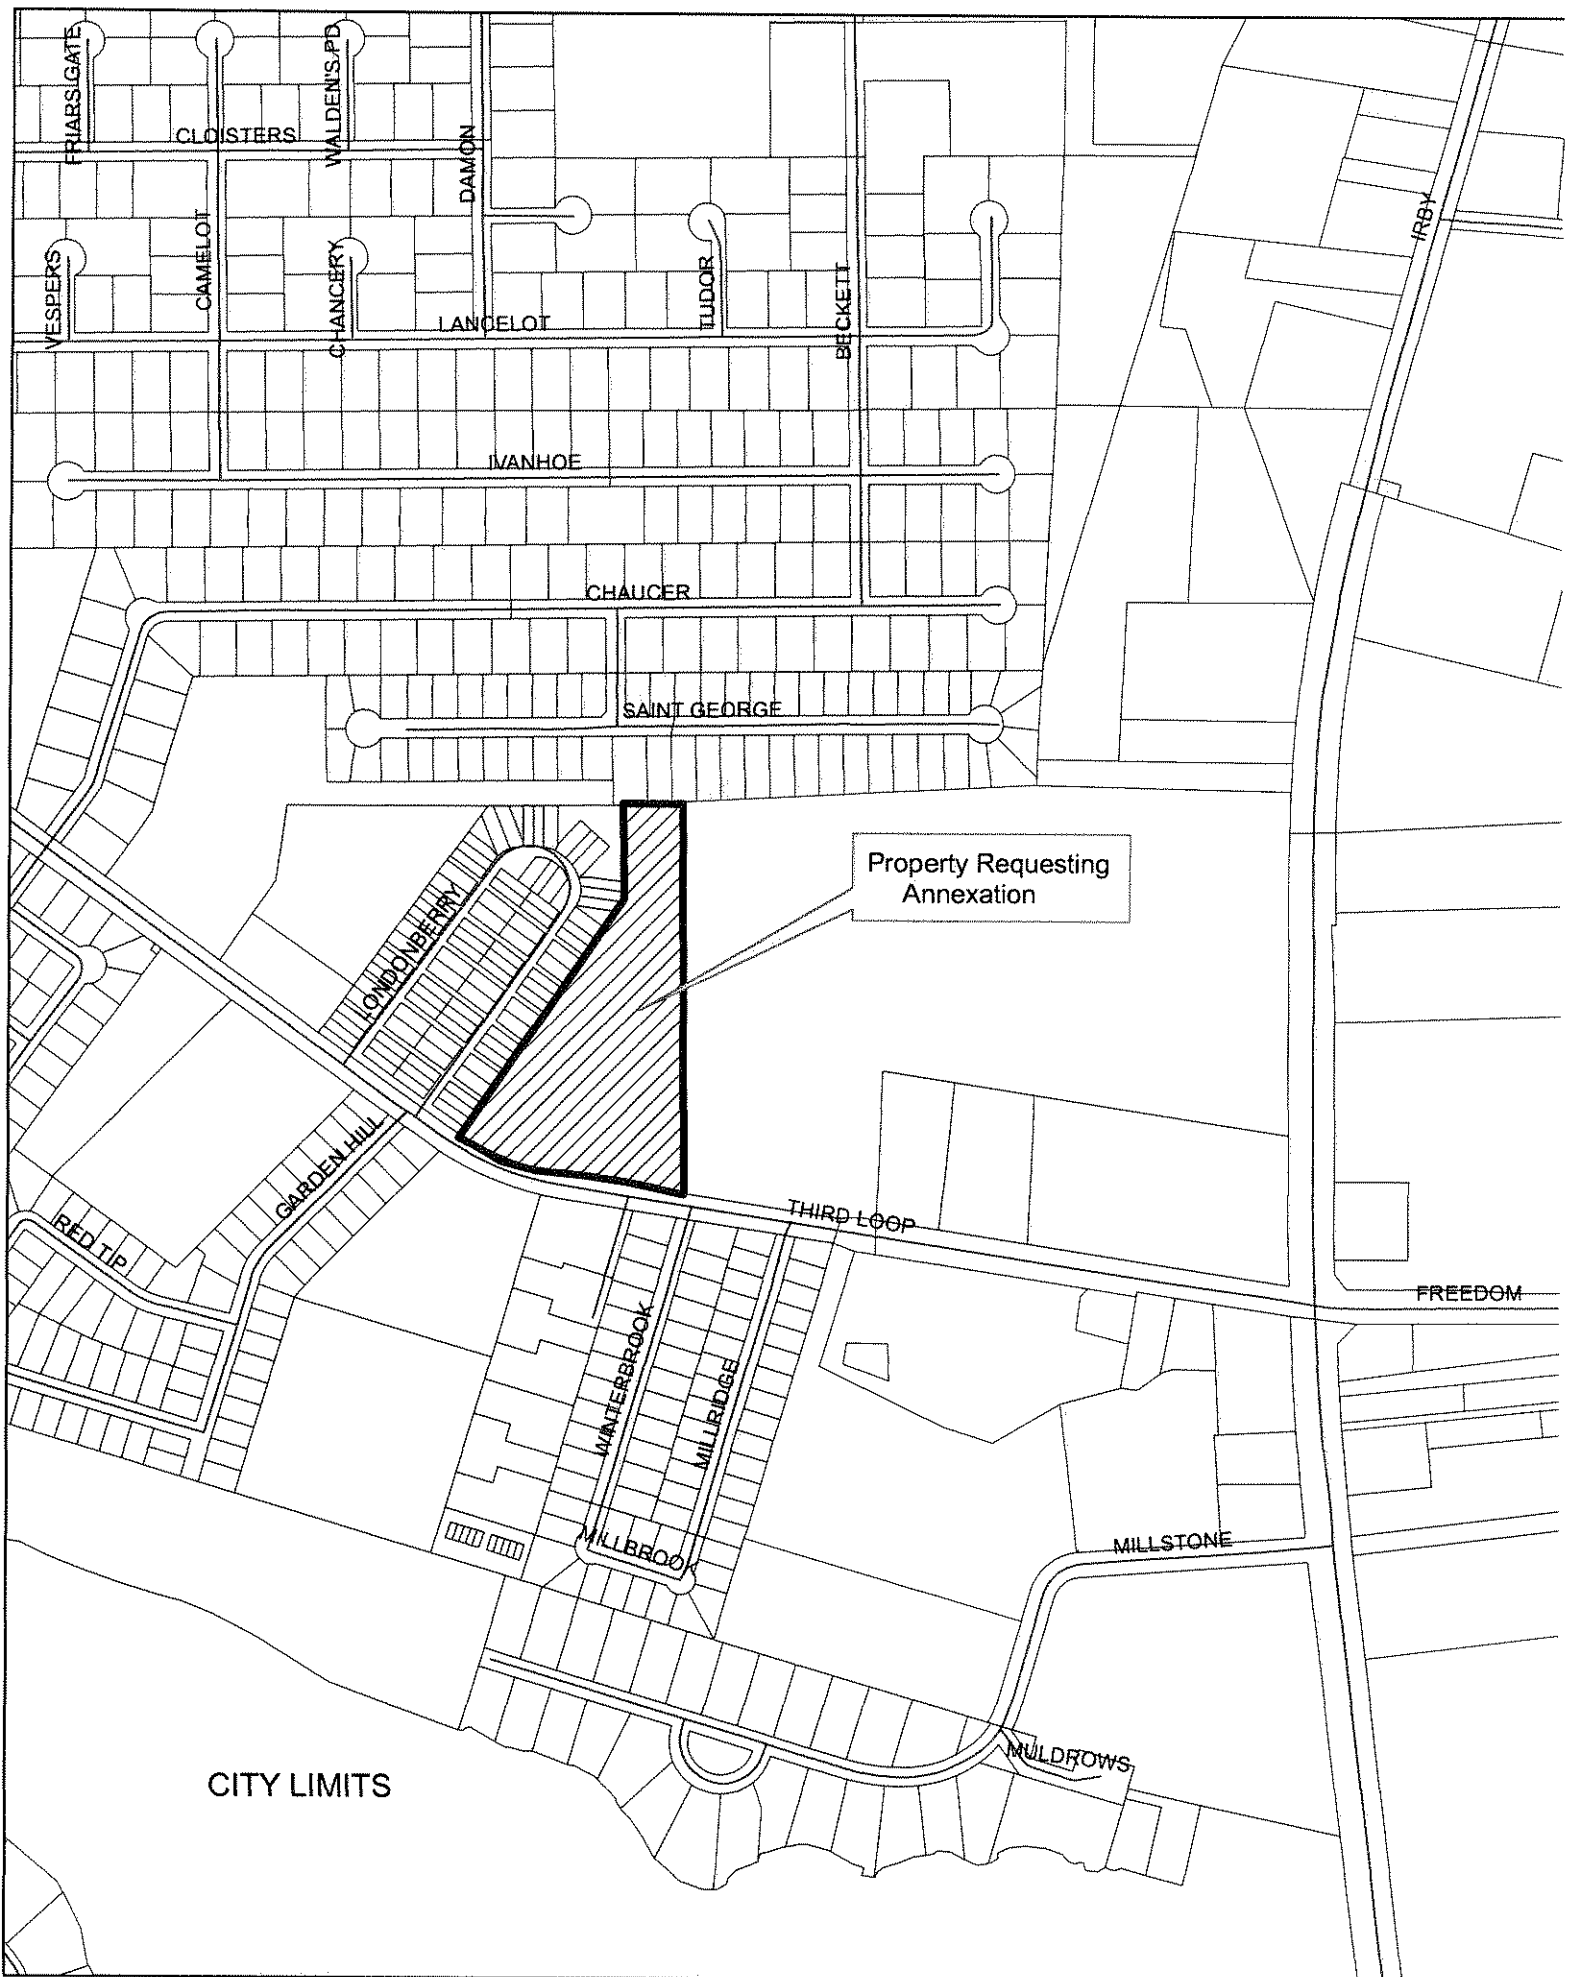 FRIARSGATE
WALDEN'S PD
CLOISTERS
DAMON
VESPERS
CAMELOT
CHANCERY
LANCELOT
TUDOR
BECKETT
IRBY
IVANHOE
CHAUCER
SAINT GEORGE
Property Requesting
Annexation
LONDONBERRY
GARDEN HILL
RED TIP
THIRD LOOP
FREEDOM
WINTERBROOK
MILLRIDGE
MILLBROOK
MILLSTONE
MULDROWS
CITY LIMITS